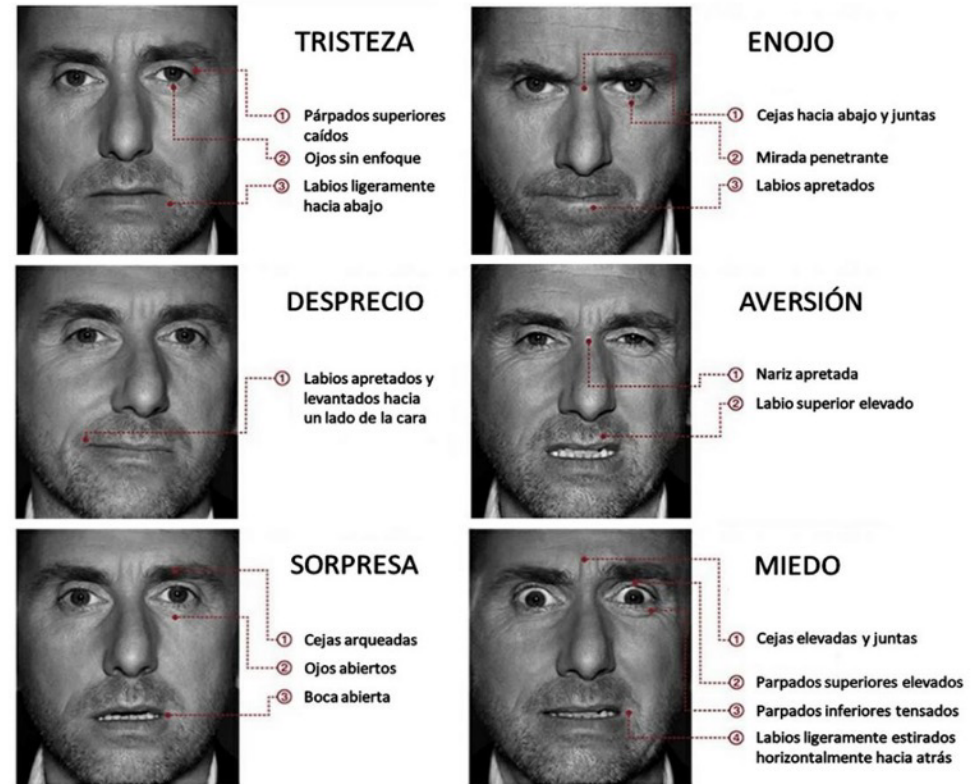 TRISTEZA
1 Párpados superiores
caídos
2 Ojos sin enfoque
3 Labios ligeramente
hacia abajo
ENOJO
1 Cejas hacia abajo y juntas
2 Mirada penetrante
3 Labios apretados
DESPRECIO
1 Labios apretados y
levantados hacia
un lado de la cara
AVERSIÓN
1 Nariz apretada
2 Labio superior elevado
SORPRESA
1 Cejas arqueadas
2 Ojos abiertos
3 Boca abierta
MIEDO
1 Cejas elevadas y juntas
2 Parpados superiores elevados
3 Parpados inferiores tensados
4 Labios ligeramente estirados
horizontalmente hacia atrás